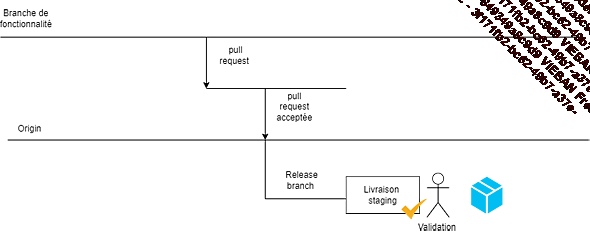 Branche de
fonctionnalité
pull
request
pull
request
acceptée
Origin
Release
branch
Livraison
staging
Validation